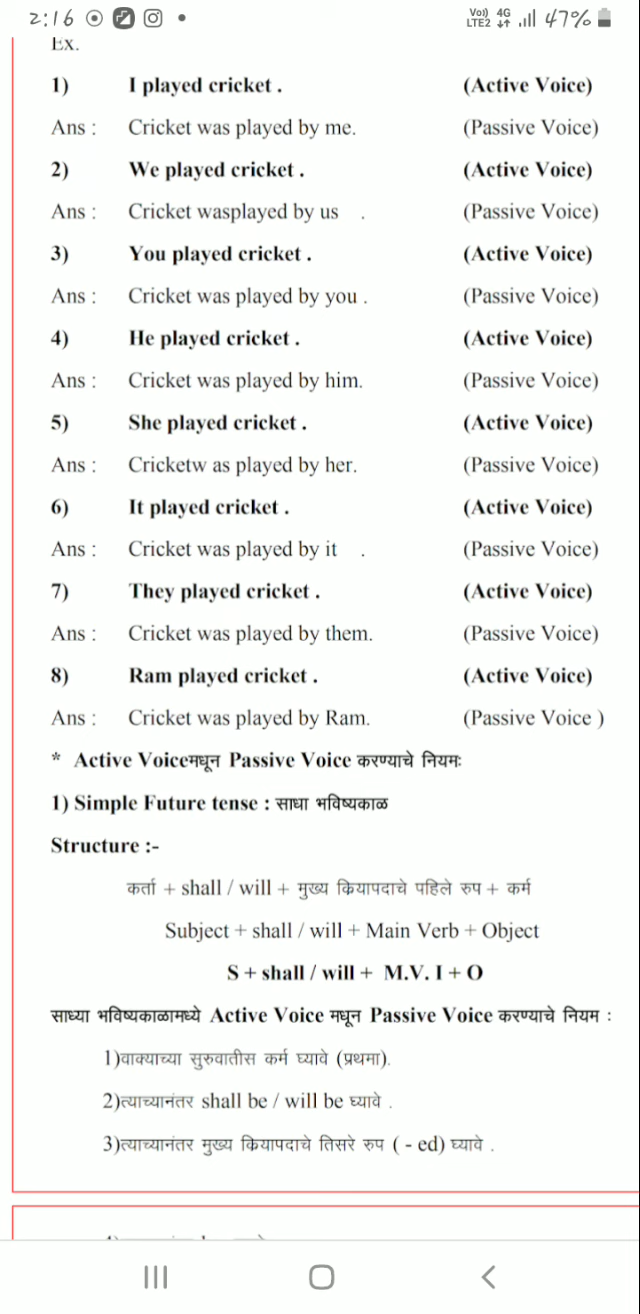 2:16
Vo)) 4G
LTE2 47%
Ex.
1) I played cricket . (Active Voice)
Ans : Cricket was played by me. (Passive Voice)
2) We played cricket . (Active Voice)
Ans : Cricket wasplayed by us . (Passive Voice)
3) You played cricket . (Active Voice)
Ans : Cricket was played by you . (Passive Voice)
4) He played cricket . (Active Voice)
Ans : Cricket was played by him. (Passive Voice)
5) She played cricket . (Active Voice)
Ans : Cricketw as played by her. (Passive Voice)
6) It played cricket . (Active Voice)
Ans : Cricket was played by it . (Passive Voice)
7) They played cricket . (Active Voice)
Ans : Cricket was played by them. (Passive Voice)
8) Ram played cricket . (Active Voice)
Ans : Cricket was played by Ram. (Passive Voice )
* Active Voiceमधून Passive Voice करण्याचे नियमः
1) Simple Future tense : साधा भविष्यकाळ
Structure :-
कर्ता + shall / will + मुख्य कियापदाचे पहिले रुप + कर्म
Subject + shall / will + Main Verb + Object
S + shall / will + M.V. I + O
साध्या भविष्यकाळामध्ये Active Voice मधून Passive Voice करण्याचे नियम :
1)वाक्याच्या सुरुवातीस कर्म घ्यावे (प्रथमा).
2)त्याच्यानंतर shall be / will be घ्यावे .
3)त्याच्यानंतर मुख्य कियापदाचे तिसरे रुप ( - ed) घ्यावे .